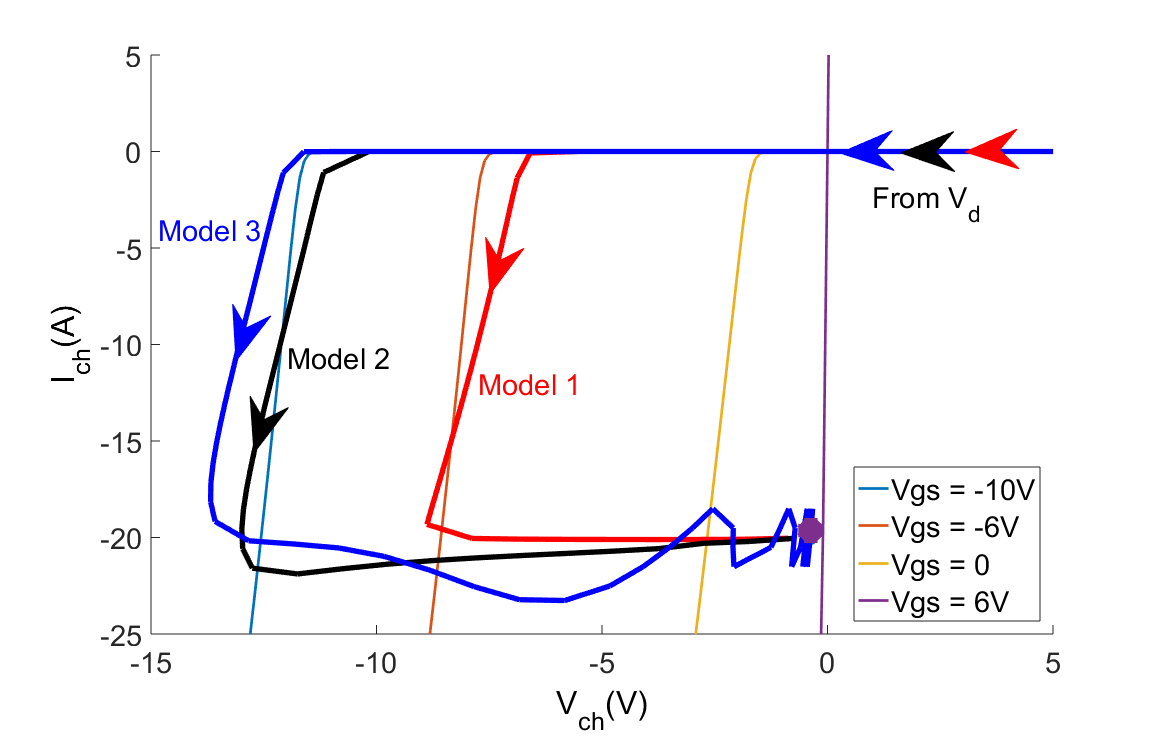 5
0
-5
-10
-15
-20
-25
I_ch(A)
From V_d
Model 3
Model 2
Model 1
Vgs = -10V
Vgs = -6V
Vgs = 0
Vgs = 6V
-15
-10
-5
0
5
V_ch(V)